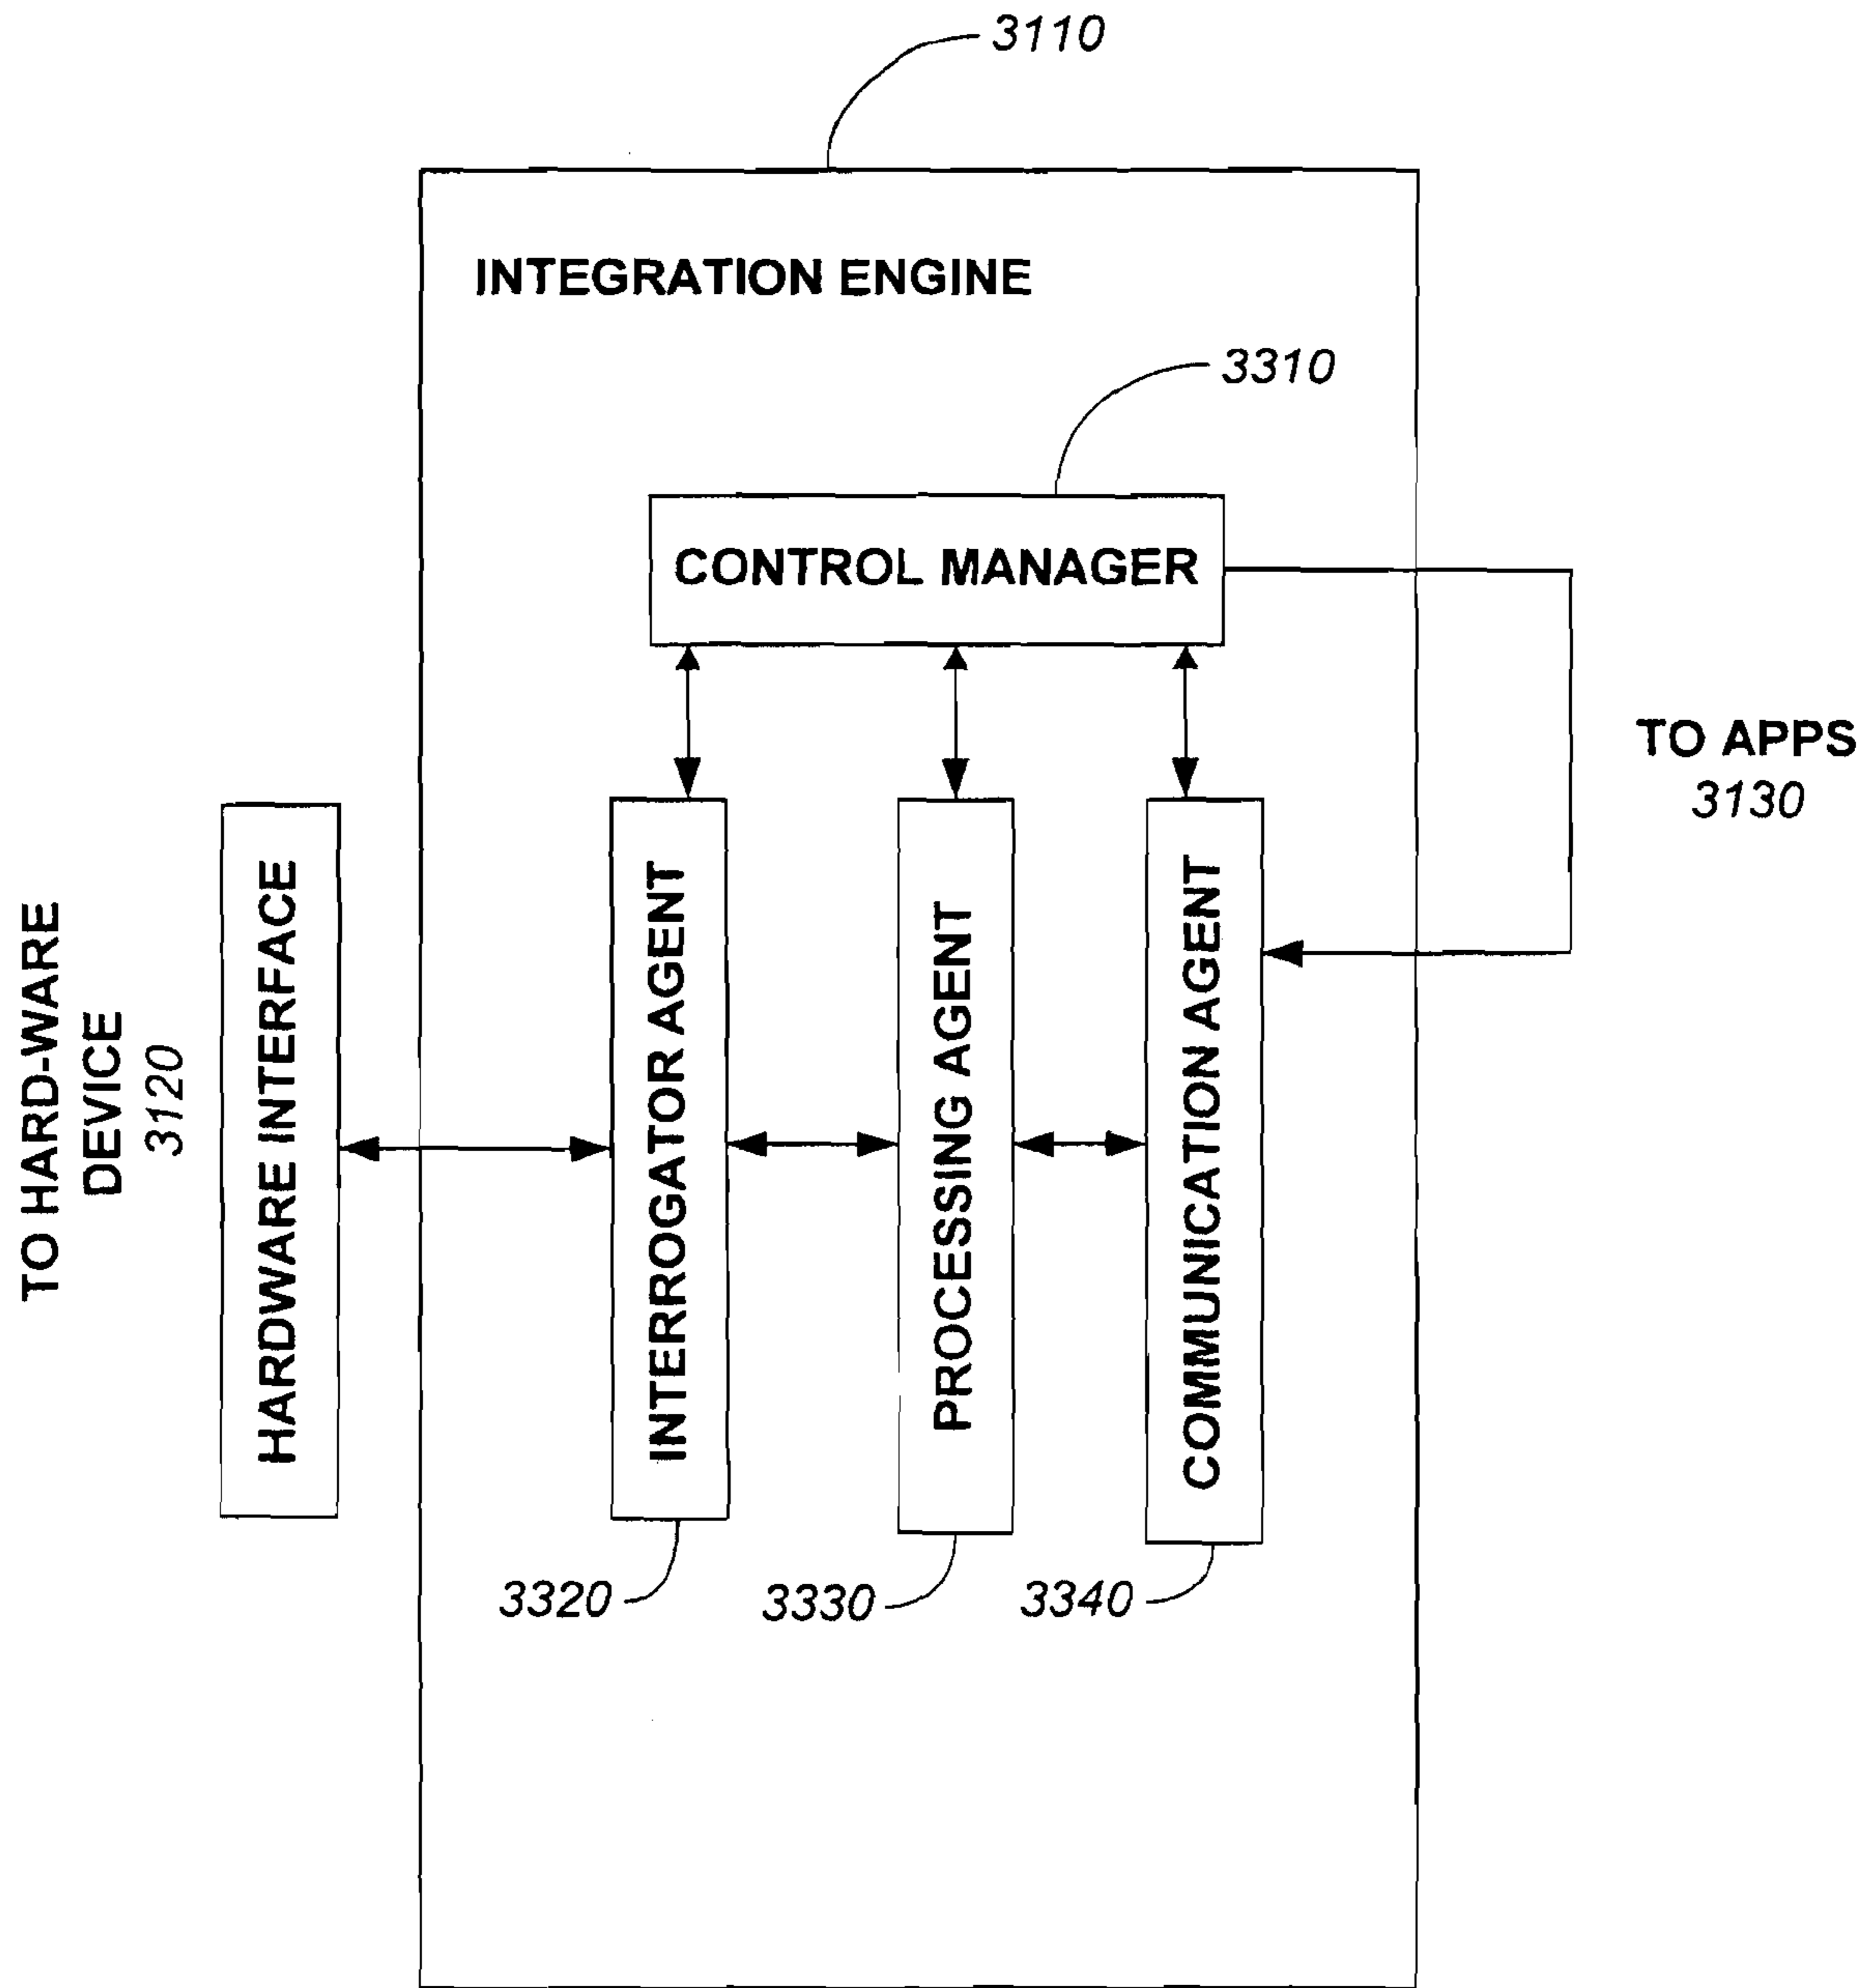 3110
INTEGRATION ENGINE
3310
CONTROL MANAGER
TO APPS
3130
TO HARD-WARE
DEVICE
3120
HARDWARE INTERFACE
INTERROGATOR AGENT
PROCESSING AGENT
COMMUNICATION AGENT
3320
3330
3340